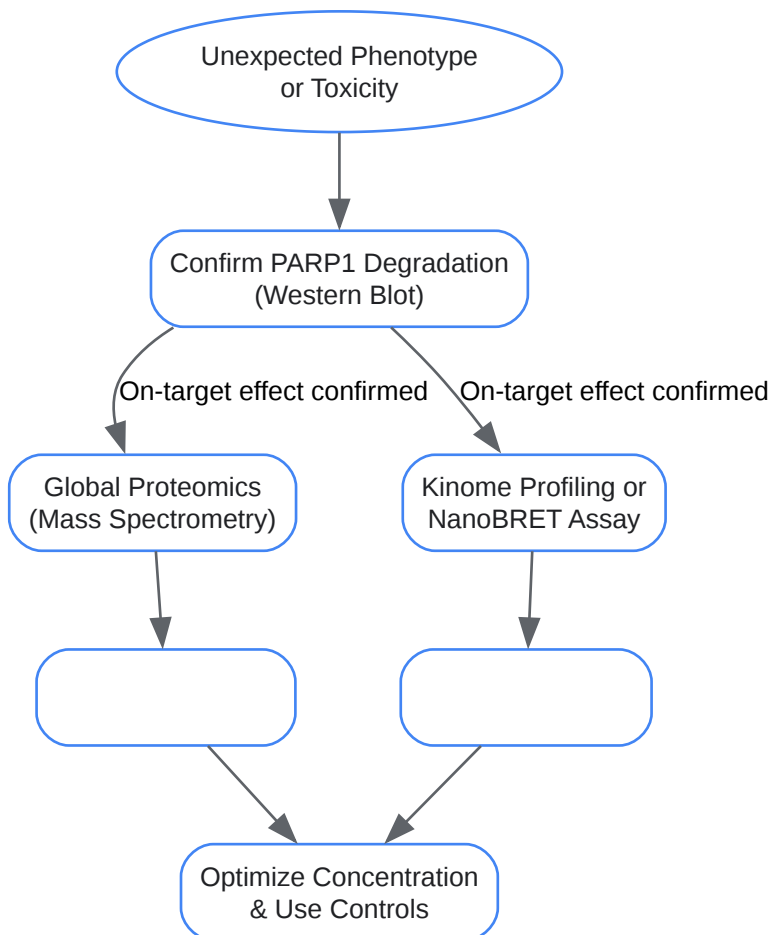 Unexpected Phenotype
or Toxicity
Confirm PARP1 Degradation
(Western Blot)
On-target effect confirmed
On-target effect confirmed
Global Proteomics
(Mass Spectrometry)
Kinome Profiling or
NanoBRET Assay
Optimize Concentration
& Use Controls